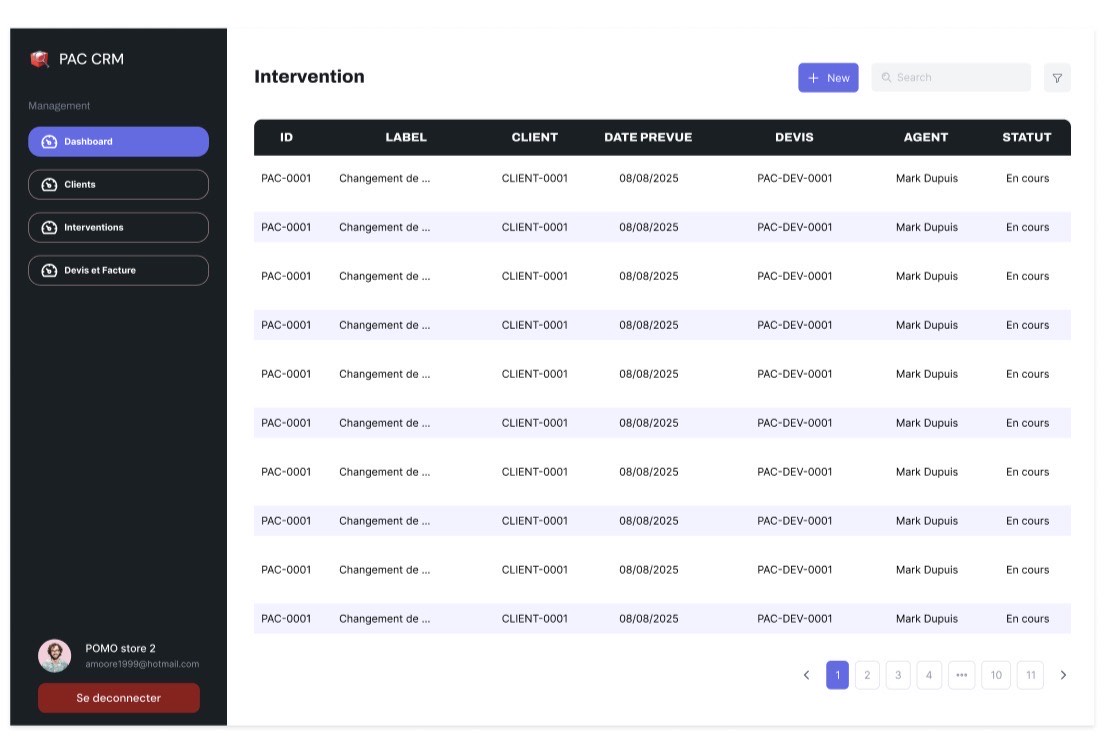 PAC CRM
Management
Dashboard
Clients
Interventions
Devis et Facture
POMO store 2
amoore1999@hotmail.com
Se deconnecter
Intervention
New
Search
ID LABEL CLIENT DATE PREVUE DEVIS AGENT STATUT
PAC-0001 Changement de ... CLIENT-0001 08/08/2025 PAC-DEV-0001 Mark Dupuis En cours
PAC-0001 Changement de ... CLIENT-0001 08/08/2025 PAC-DEV-0001 Mark Dupuis En cours
PAC-0001 Changement de ... CLIENT-0001 08/08/2025 PAC-DEV-0001 Mark Dupuis En cours
PAC-0001 Changement de ... CLIENT-0001 08/08/2025 PAC-DEV-0001 Mark Dupuis En cours
PAC-0001 Changement de ... CLIENT-0001 08/08/2025 PAC-DEV-0001 Mark Dupuis En cours
PAC-0001 Changement de ... CLIENT-0001 08/08/2025 PAC-DEV-0001 Mark Dupuis En cours
PAC-0001 Changement de ... CLIENT-0001 08/08/2025 PAC-DEV-0001 Mark Dupuis En cours
PAC-0001 Changement de ... CLIENT-0001 08/08/2025 PAC-DEV-0001 Mark Dupuis En cours
PAC-0001 Changement de ... CLIENT-0001 08/08/2025 PAC-DEV-0001 Mark Dupuis En cours
PAC-0001 Changement de ... CLIENT-0001 08/08/2025 PAC-DEV-0001 Mark Dupuis En cours
1 2 3 4 ... 10 11